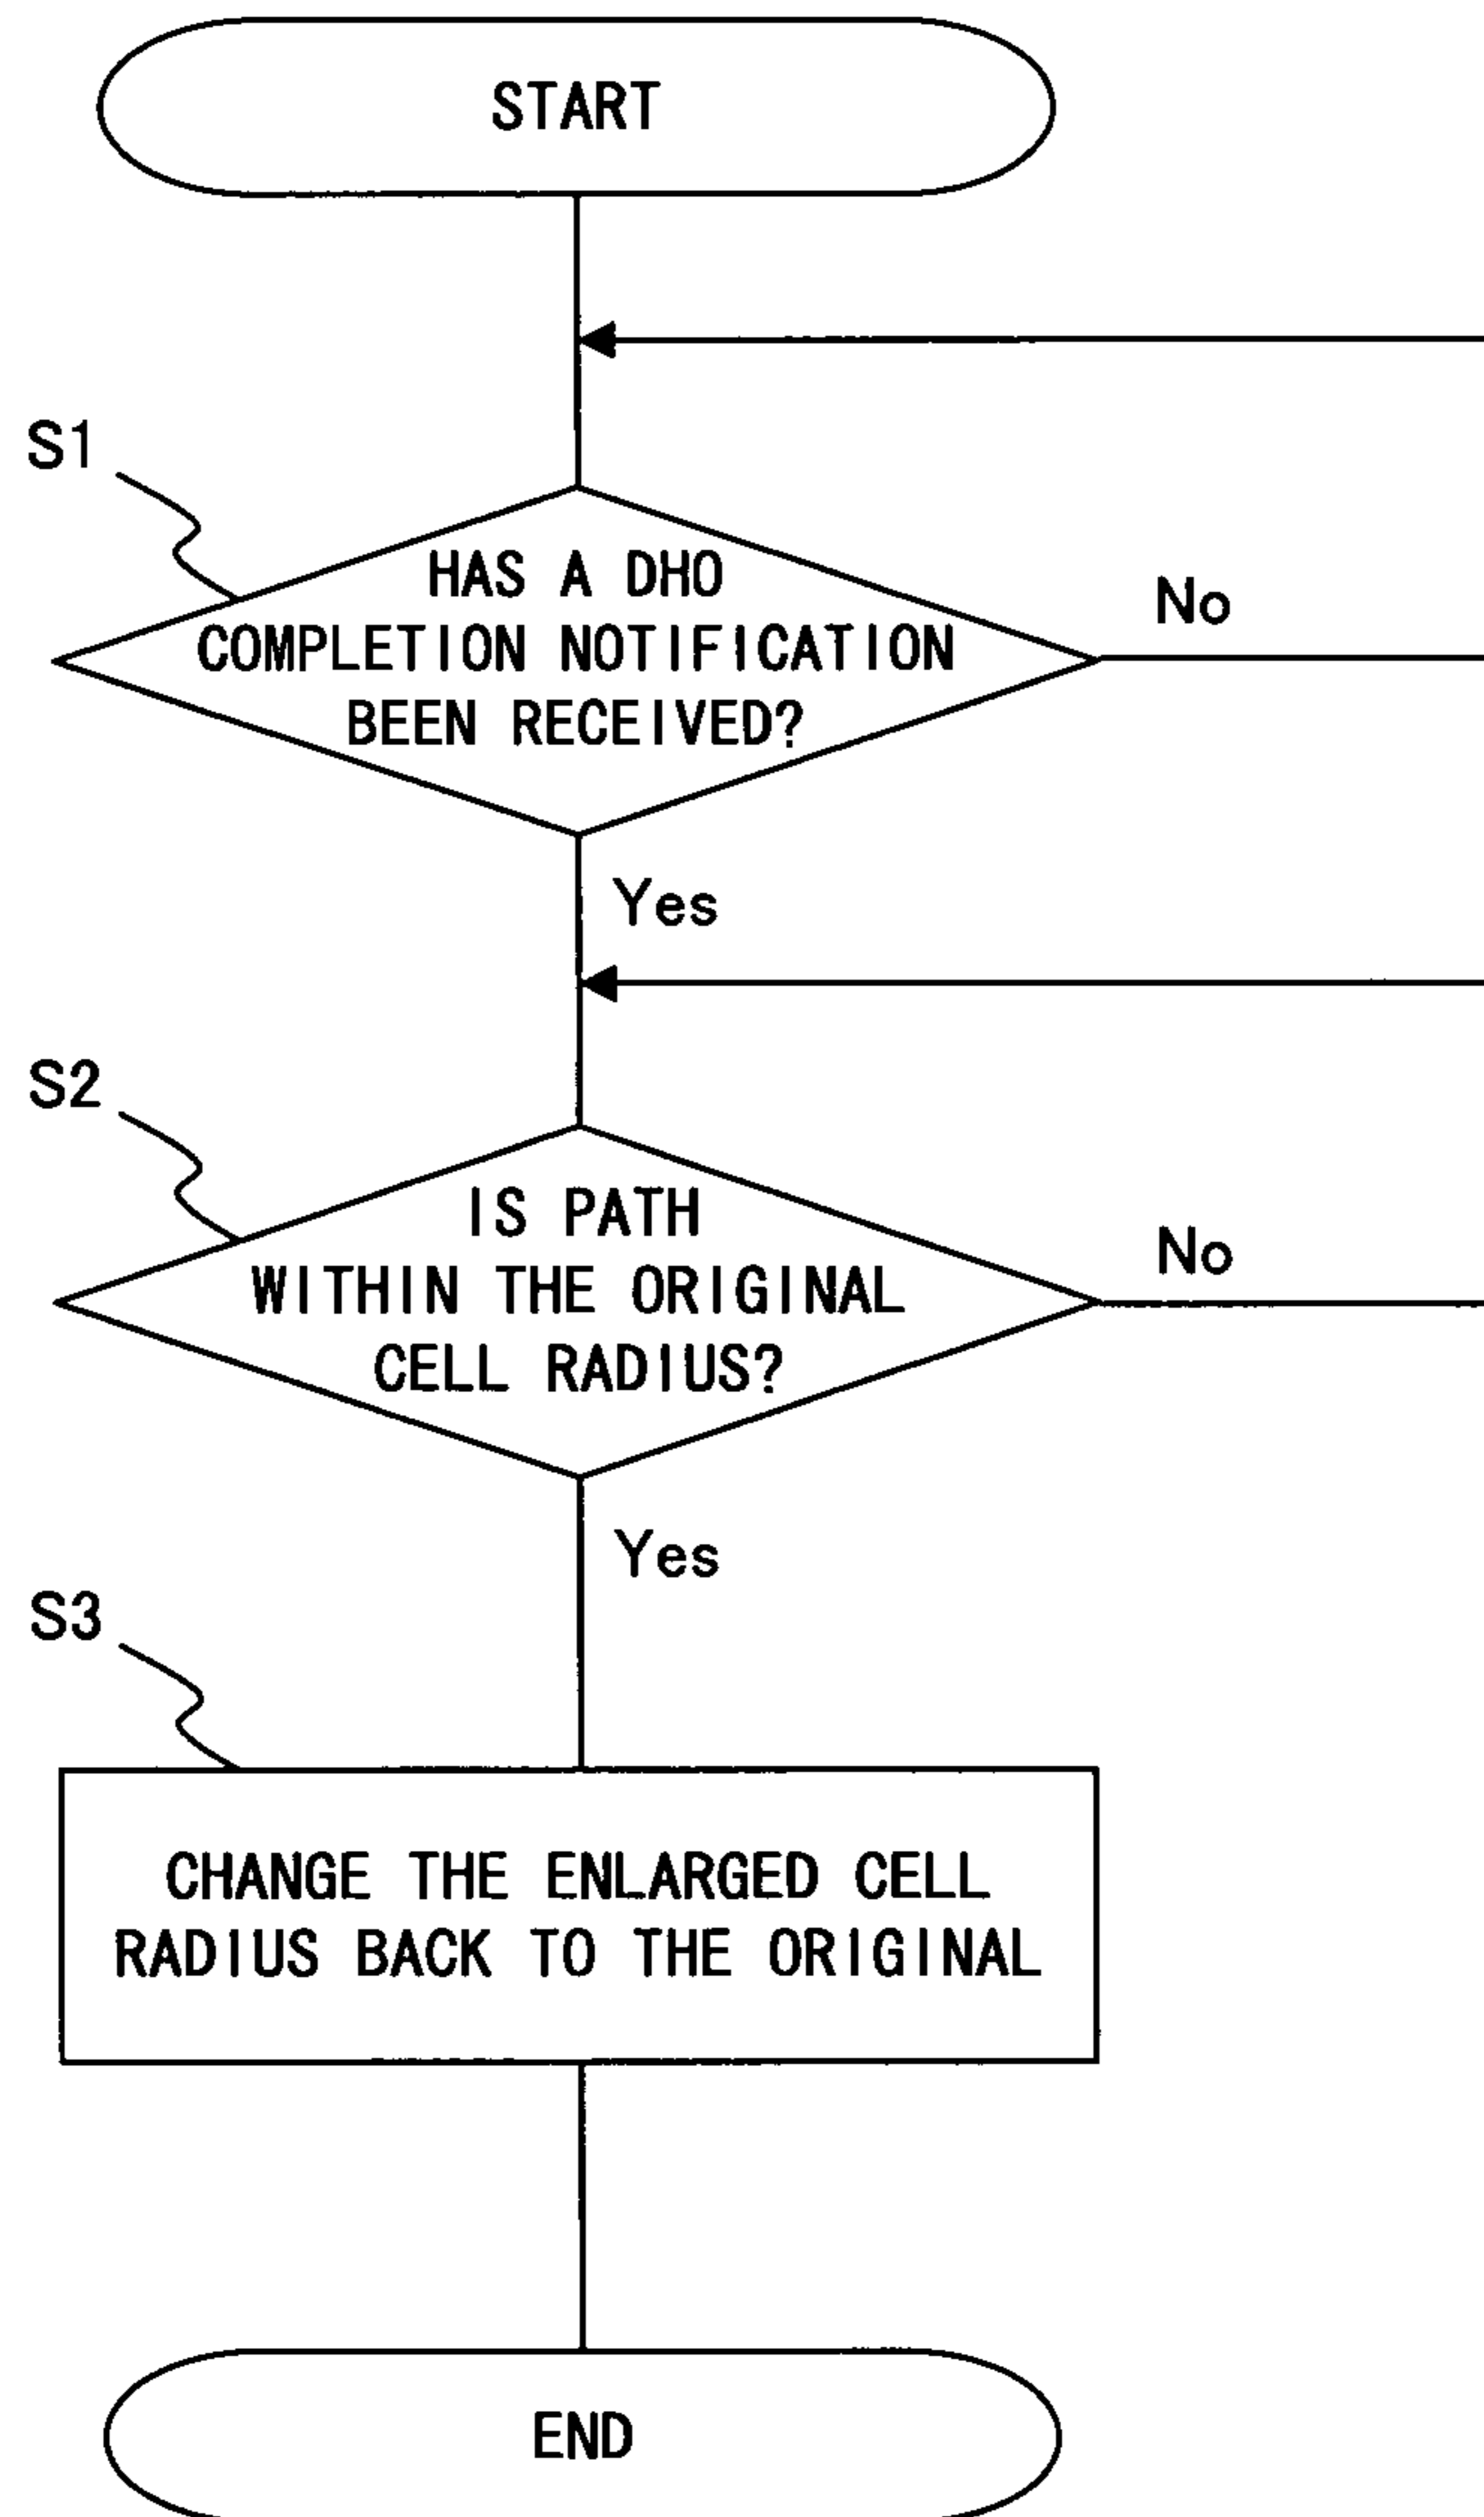 START
S1
HAS A DHO
COMPLETION NOTIFICATION
BEEN RECEIVED?
No
Yes
S2
IS PATH
WITHIN THE ORIGINAL
CELL RADIUS?
No
Yes
S3
CHANGE THE ENLARGED CELL
RADIUS BACK TO THE ORIGINAL
END